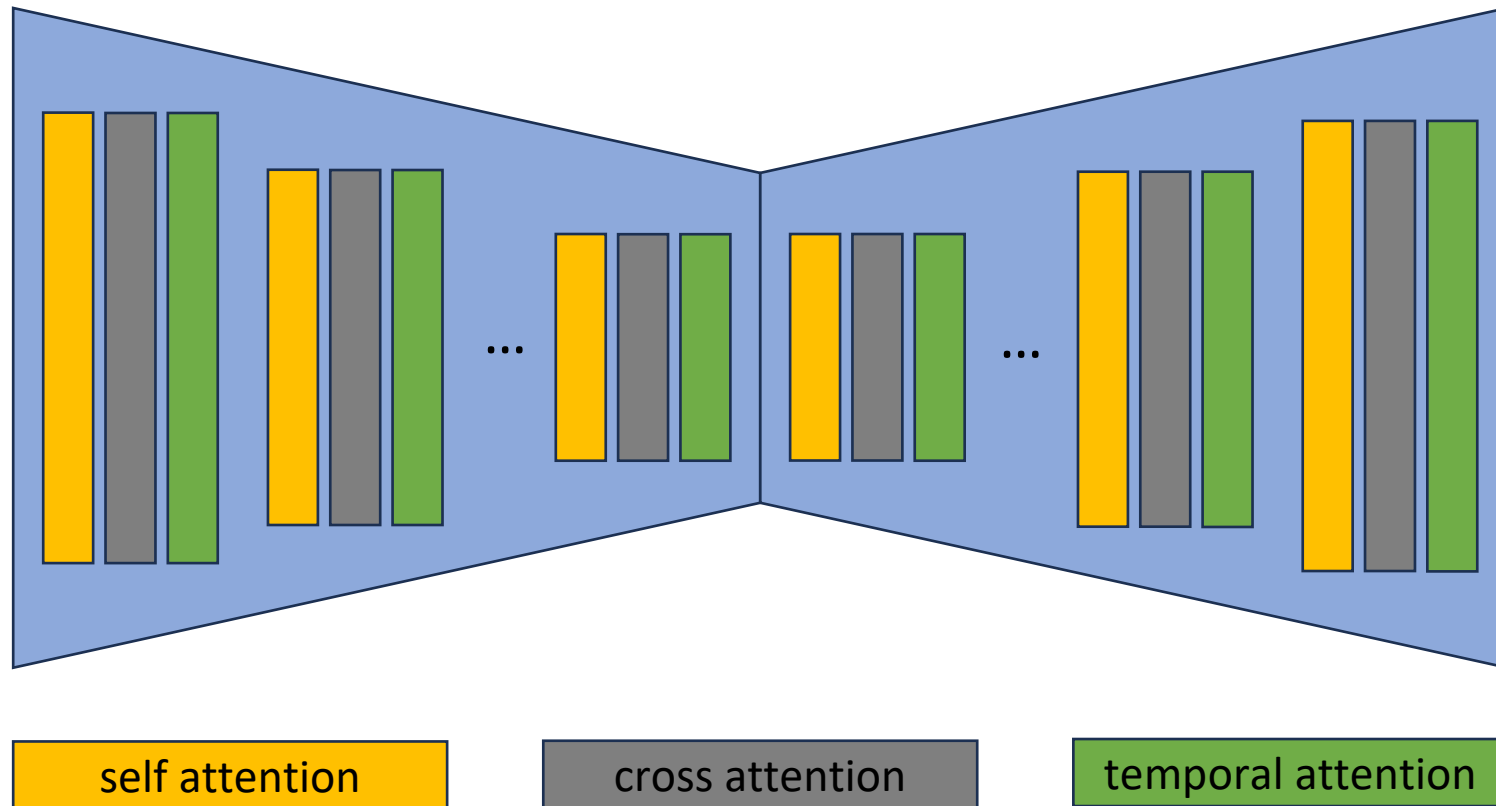 ...
...
self attention
cross attention
temporal attention